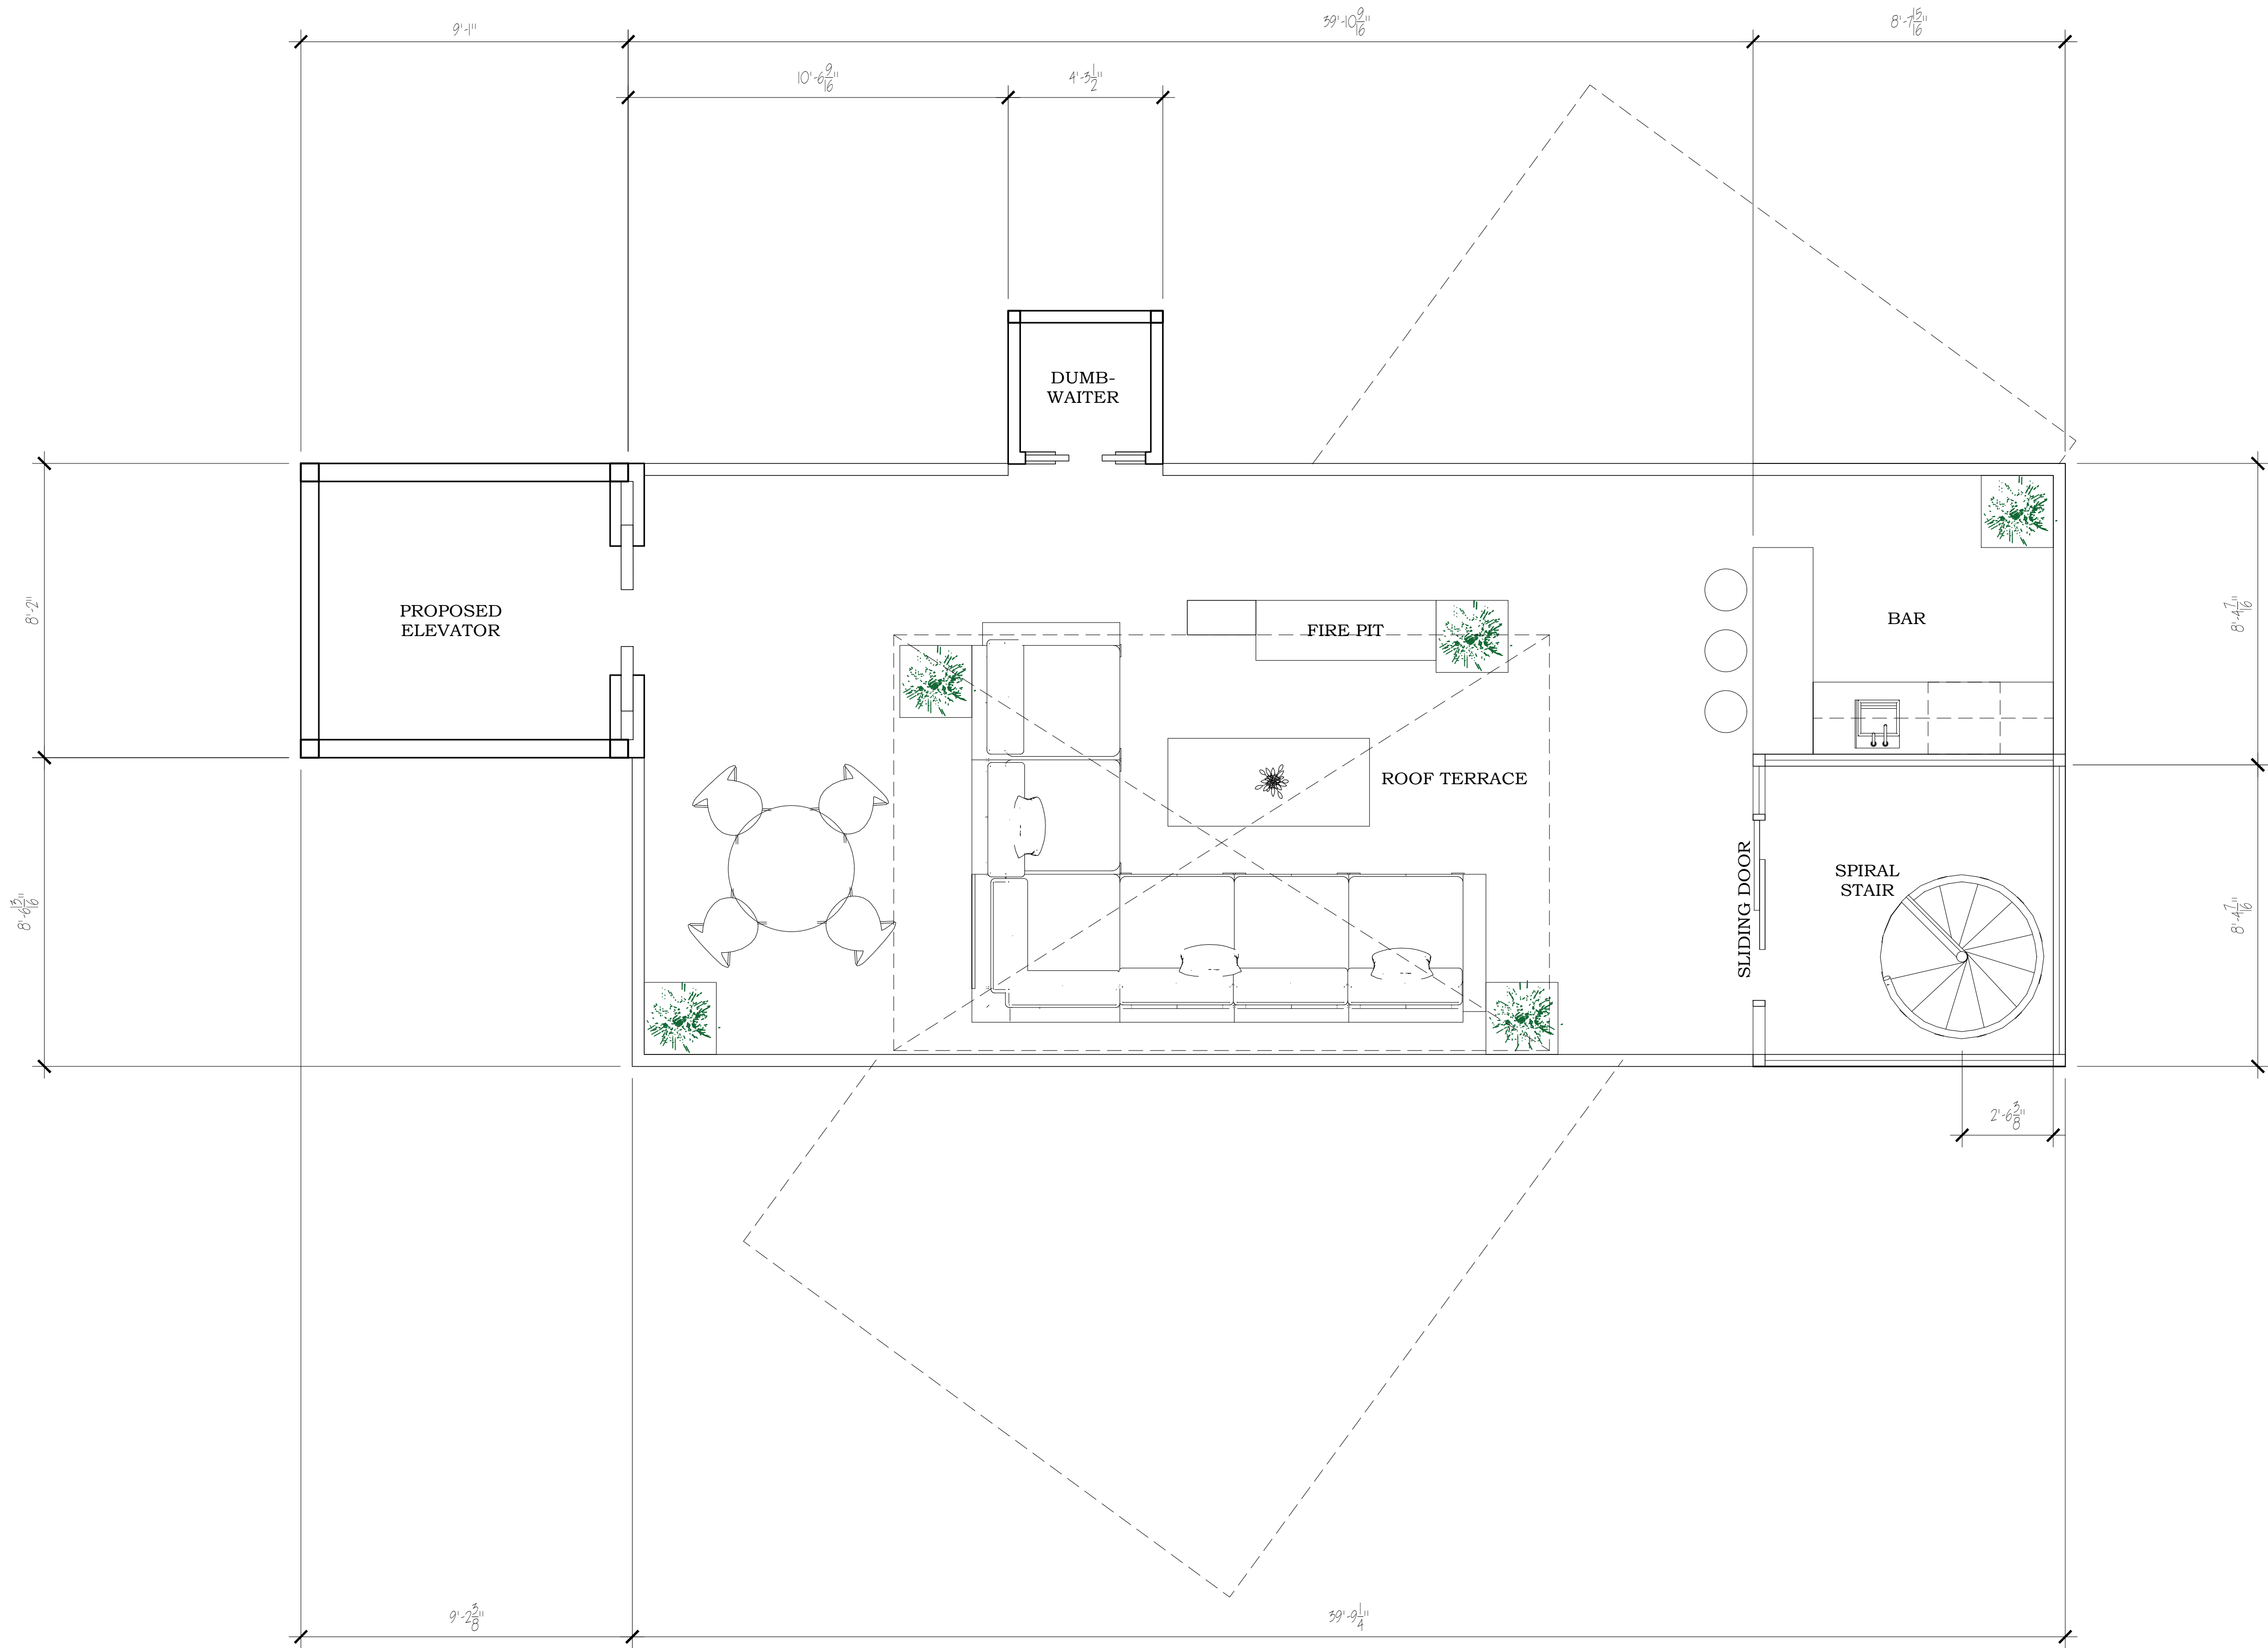 9'-1"
39'-10 9/16"
8'-7 15/16"
10'-6 9/16"
4'-3 1/2"
DUMB-
WAITER
8'-2"
PROPOSED
ELEVATOR
FIRE PIT
BAR
8'-4 7/16"
ROOF TERRACE
SLIDING DOOR
SPIRAL
STAIR
8'-6 13/16"
8'-4 7/16"
2'-6 3/8"
9'-2 3/8"
39'-9 1/4"